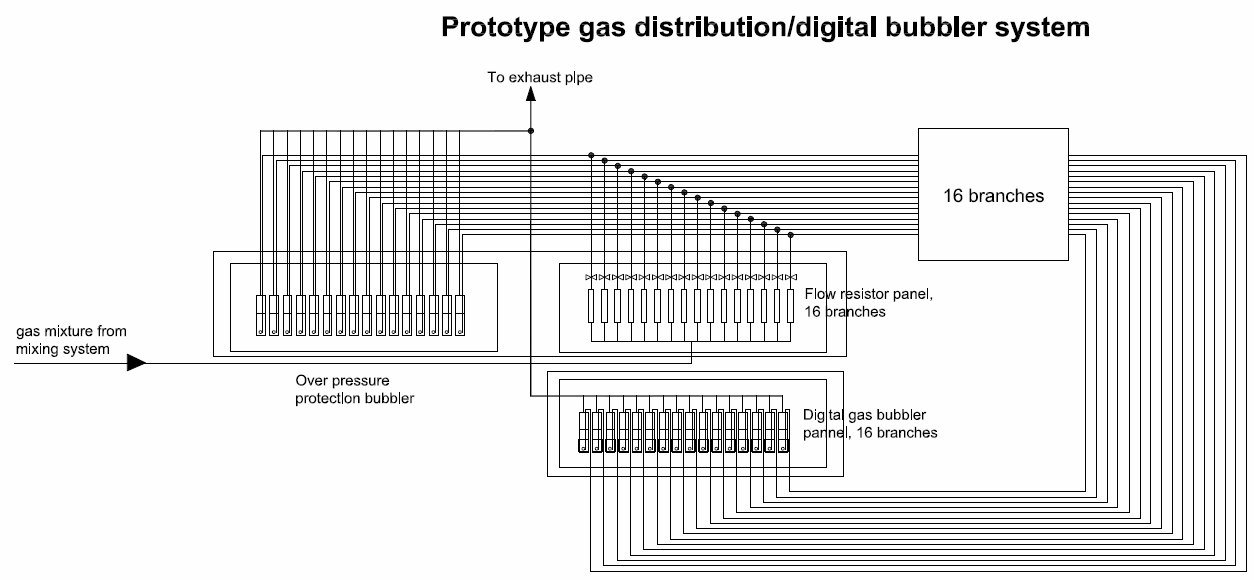 Prototype gas distribution/digital bubbler system
To exhaust pipe
16 branches
Flow resistor panel,
16 branches
gas mixture from
mixing system
Over pressure
protection bubbler
Digital gas bubbler
pannel, 16 branches